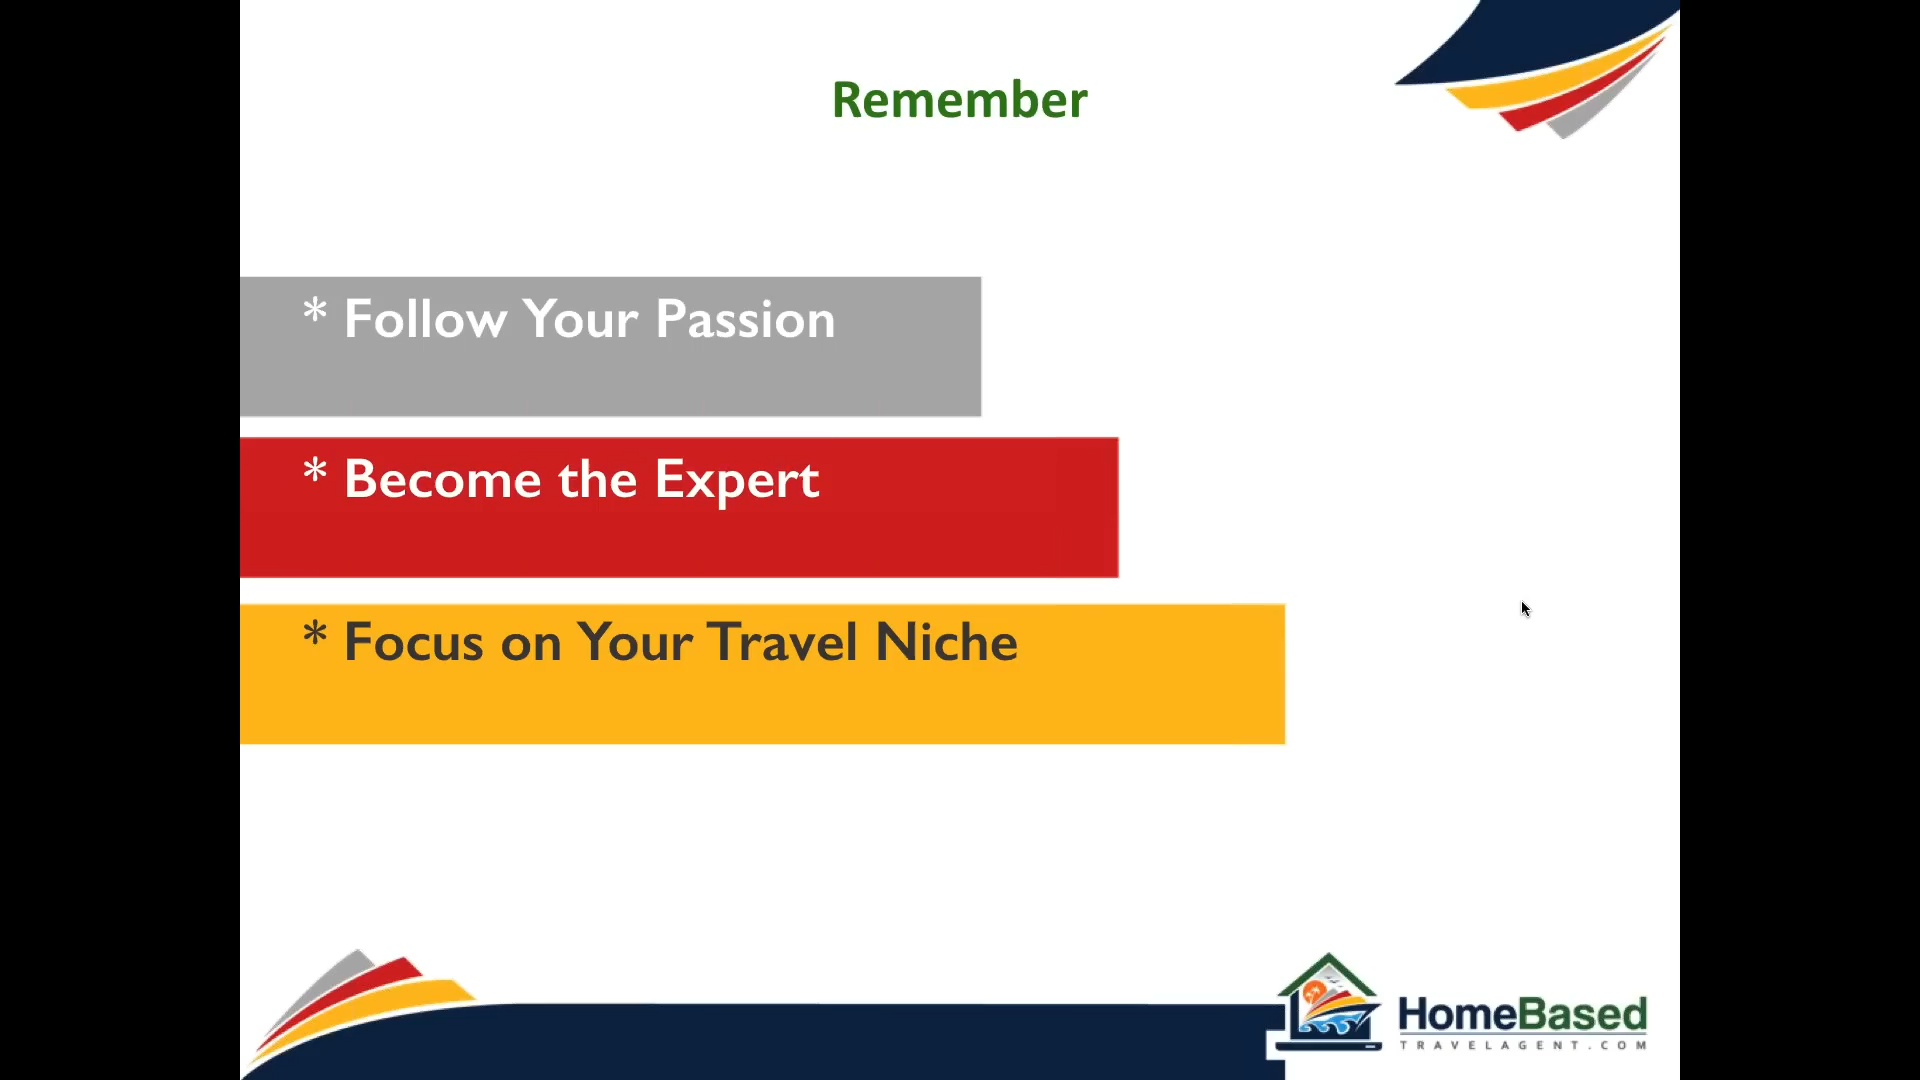 Remember
* Follow Your Passion
* Become the Expert
* Focus on Your Travel Niche
HomeBased
TRAVELAGENT.COM